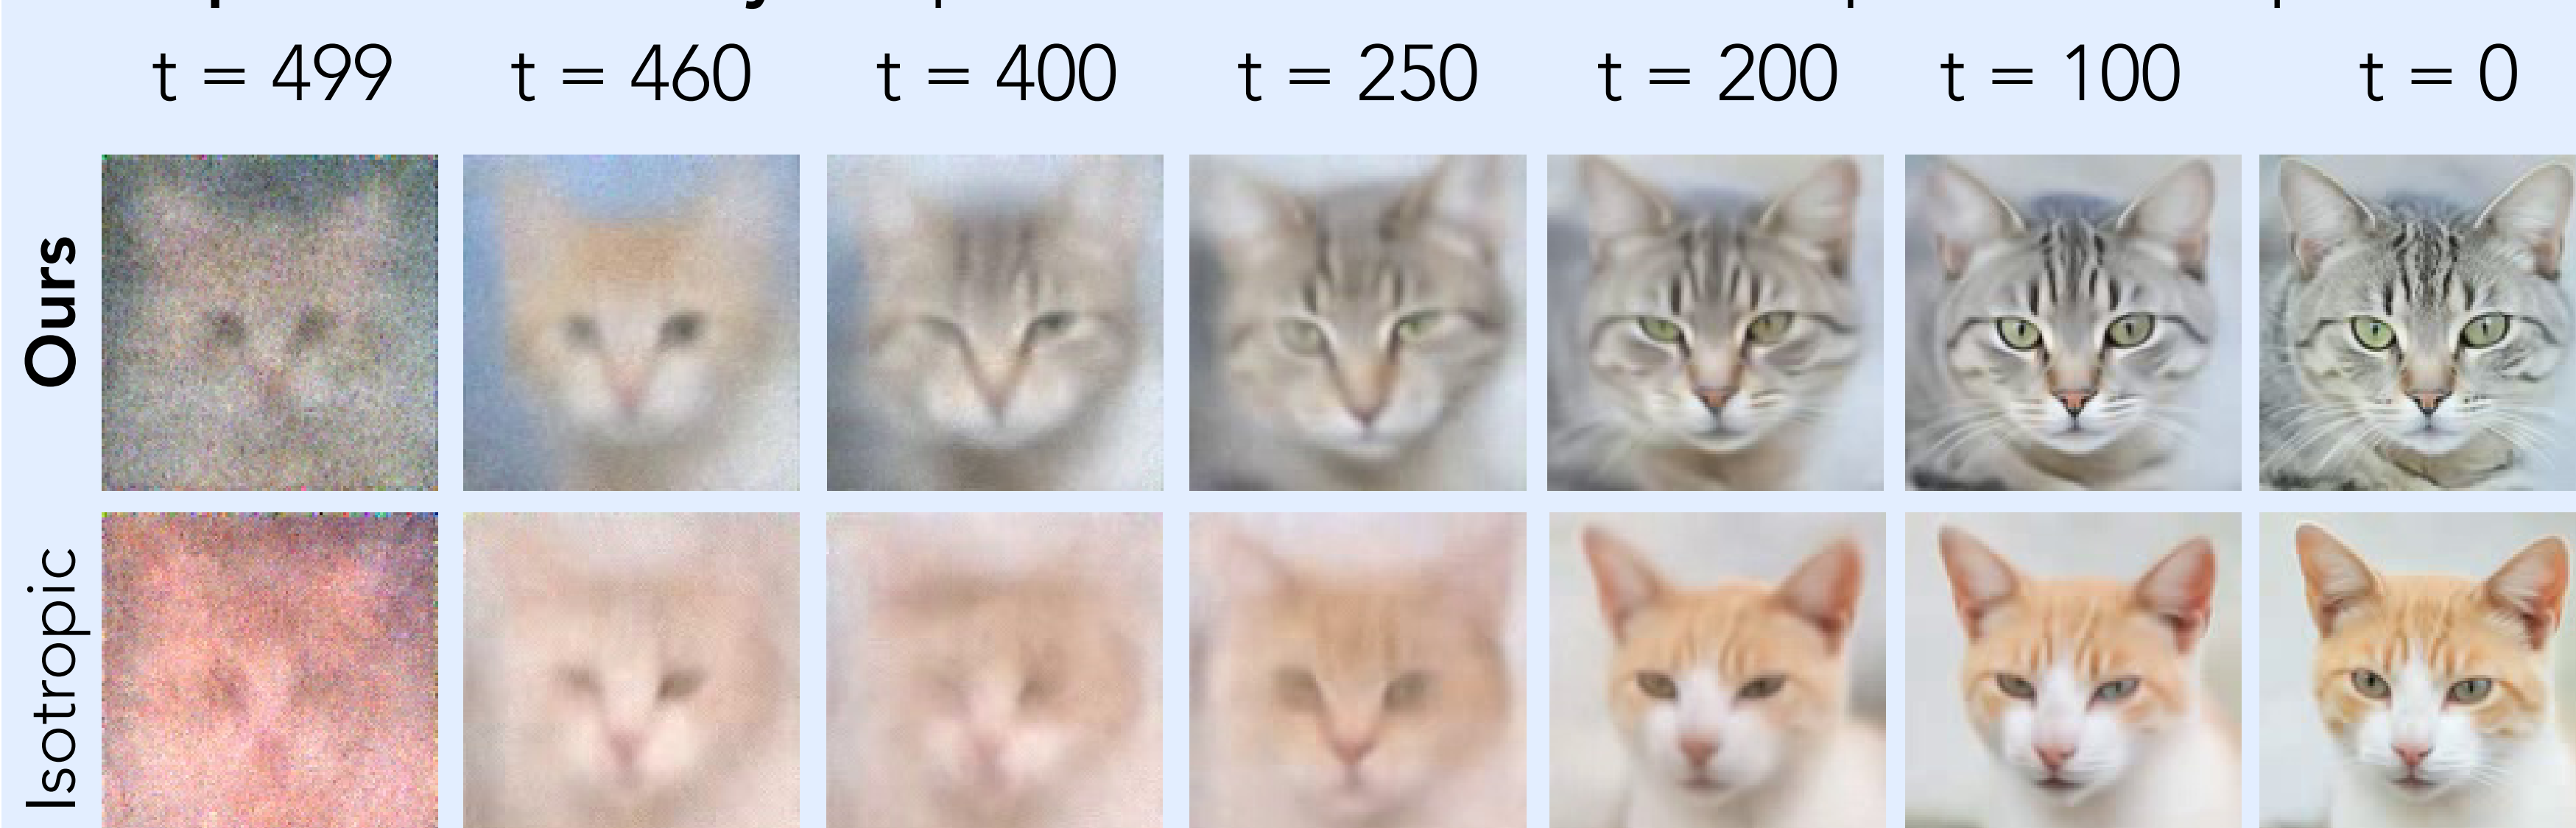 t = 499 t = 460 t = 400 t = 250 t = 200 t = 100 t = 0
Ours
Isotropic